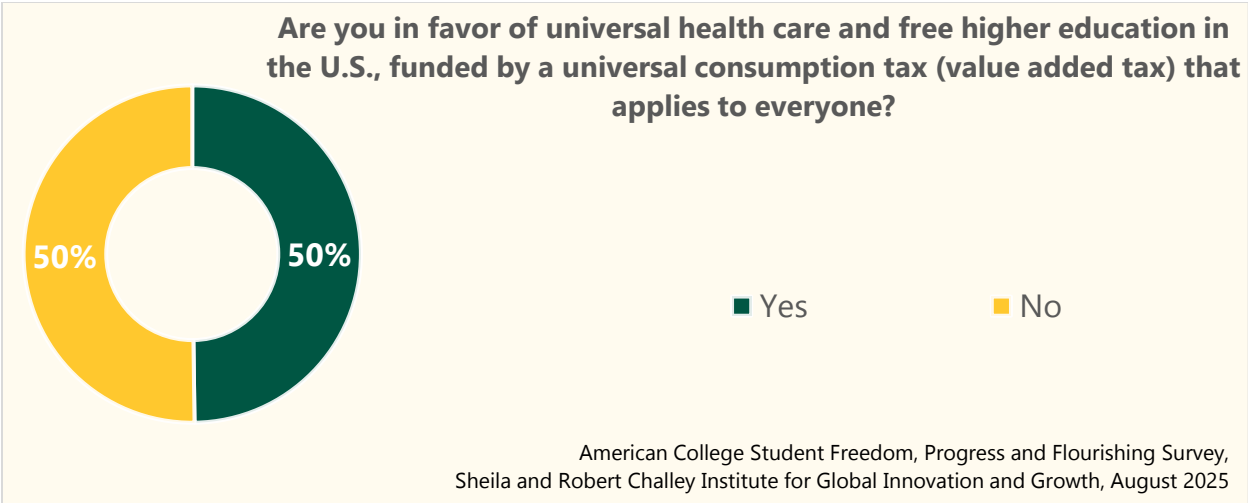 Are you in favor of universal health care and free higher education in
the U.S., funded by a universal consumption tax (value added tax) that
applies to everyone?
50%
50%
Yes
No
American College Student Freedom, Progress and Flourishing Survey,
Sheila and Robert Challey Institute for Global Innovation and Growth, August 2025